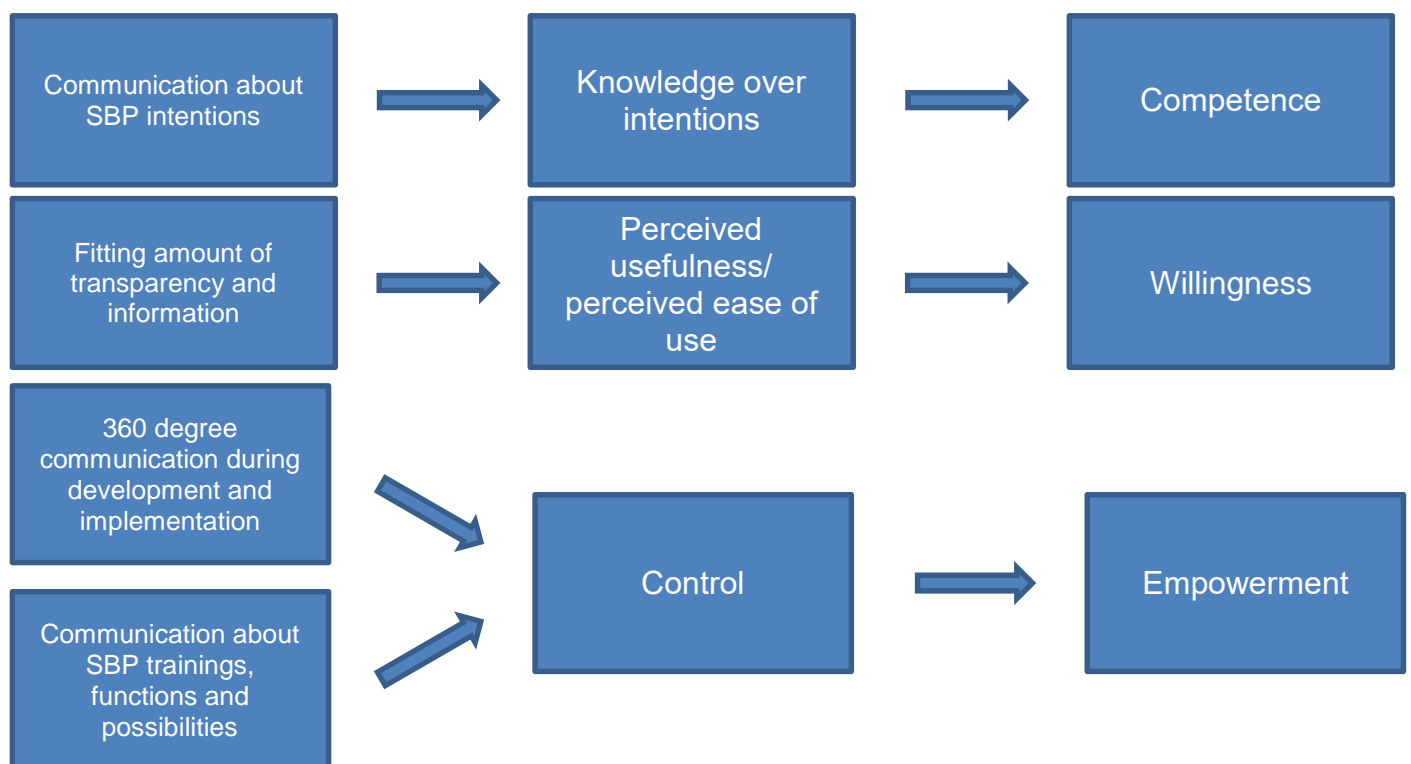 Communication about
SBP intentions
Knowledge over
intentions
Competence
Fitting amount of
transparency and
information
Perceived
usefulness/
perceived ease of
use
Willingness
360 degree
communication during
development and
implementation
Control
Empowerment
Communication about
SBP trainings,
functions and
possibilities